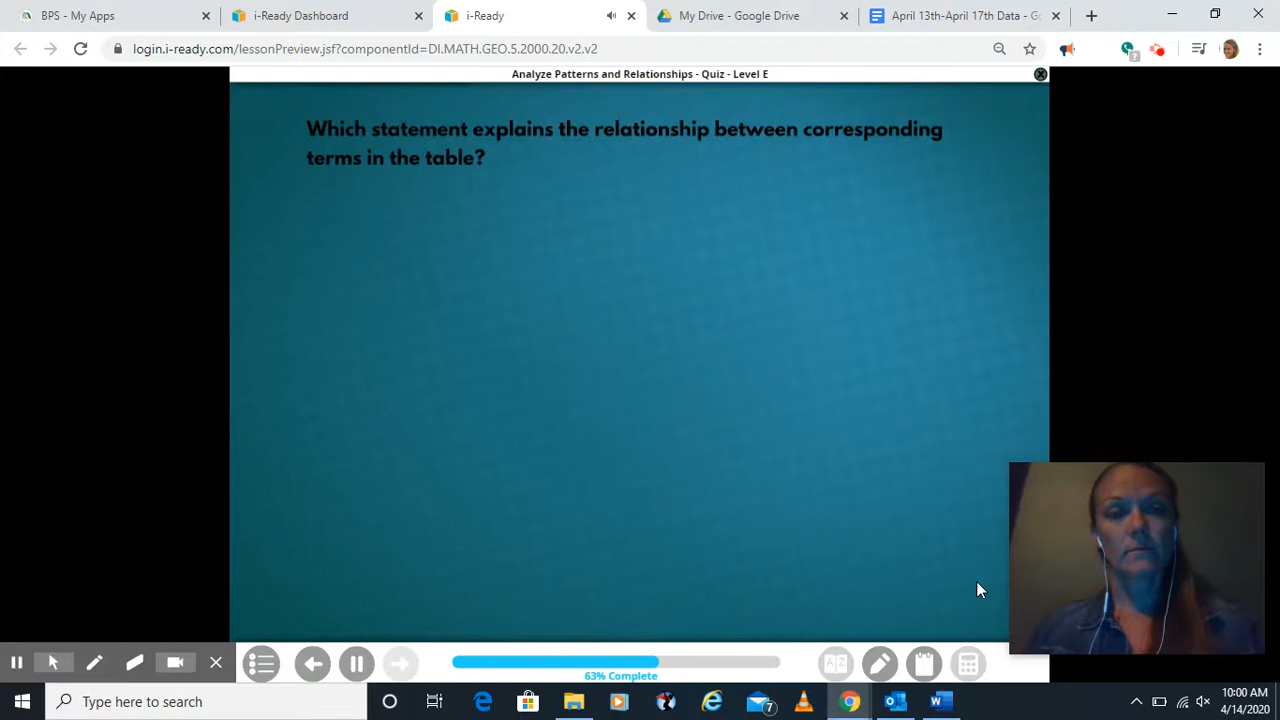 BPS - My Apps
i-Ready Dashboard
i-Ready
My Drive - Google Drive
April 13th-April 17th Data - Go
login.i-ready.com/lessonPreview.jsf?componentId=DI.MATH.GEO.5.2000.20.v2.v2
Analyze Patterns and Relationships - Quiz - Level E
Which statement explains the relationship between corresponding
terms in the table?
63% Complete
A Z
Type here to search
7
10:00 AM
4/14/2020